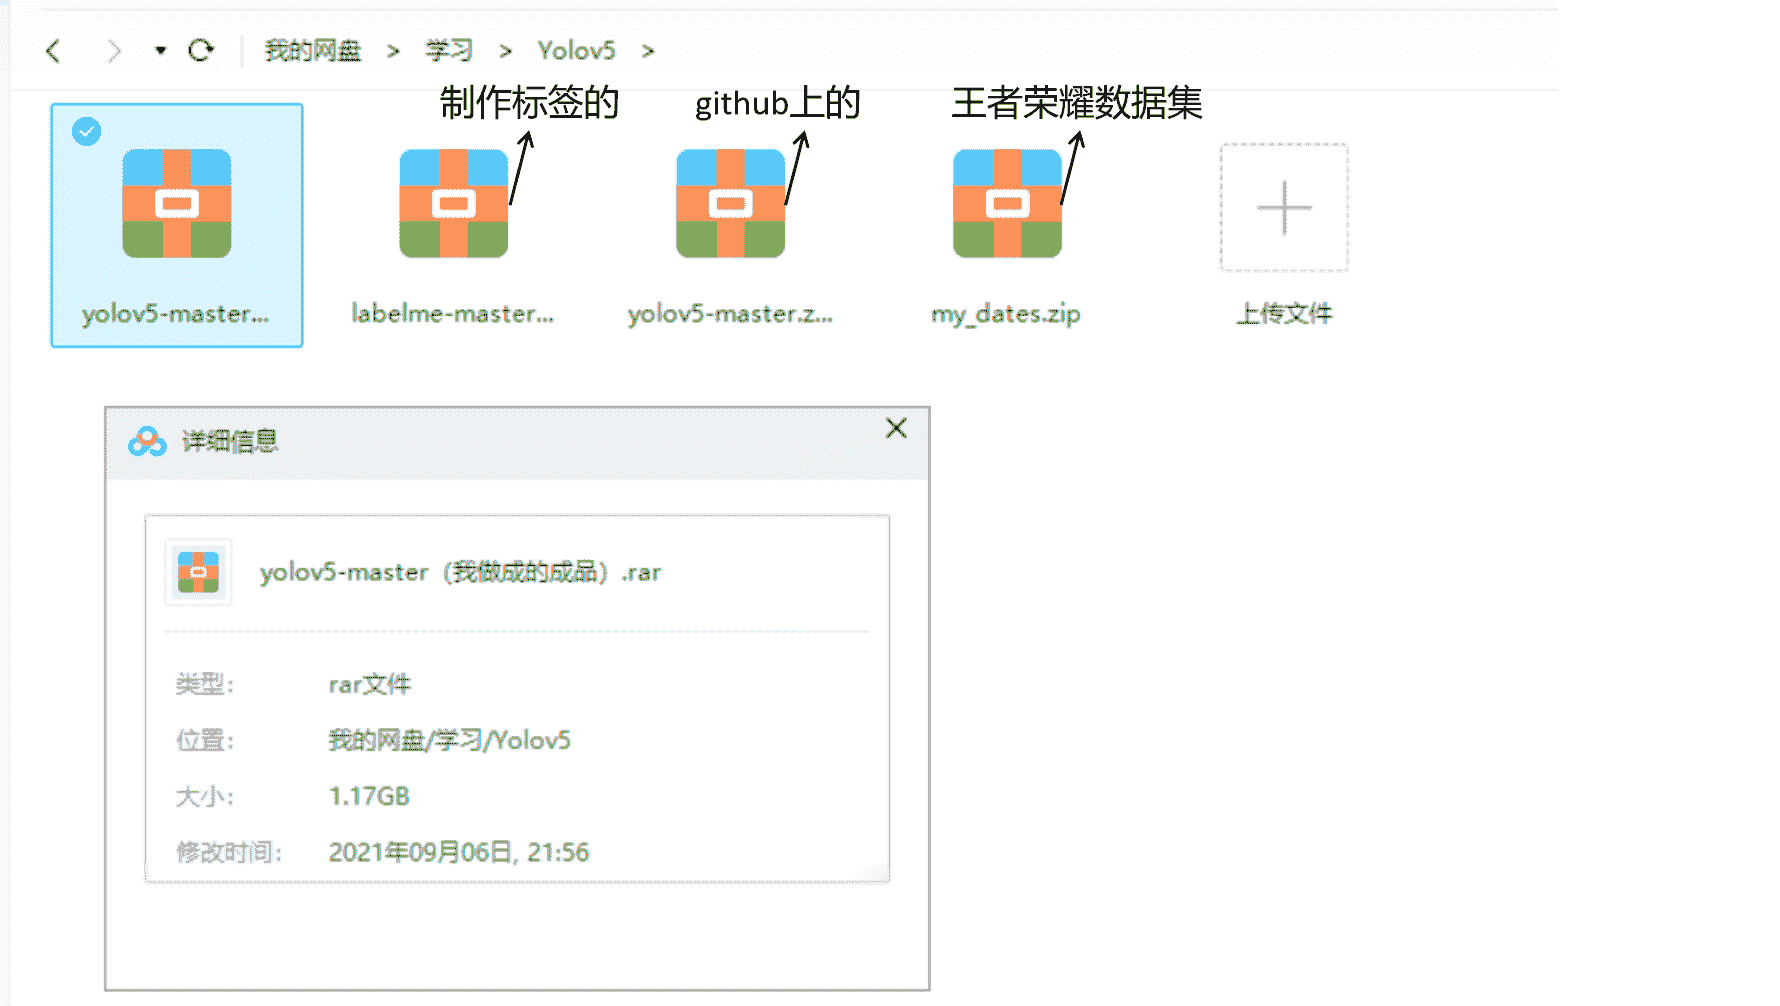 我的网盘 > 学习 > Yolov5 >
制作标签的 github上的 王者荣耀数据集
yolov5-master... labelme-master... yolov5-master.z... my_dates.zip 上传文件
详细信息
yolov5-master（我做成的成品）.rar
类型： rar文件
位置： 我的网盘/学习/Yolov5
大小： 1.17GB
修改时间： 2021年09月06日, 21:56